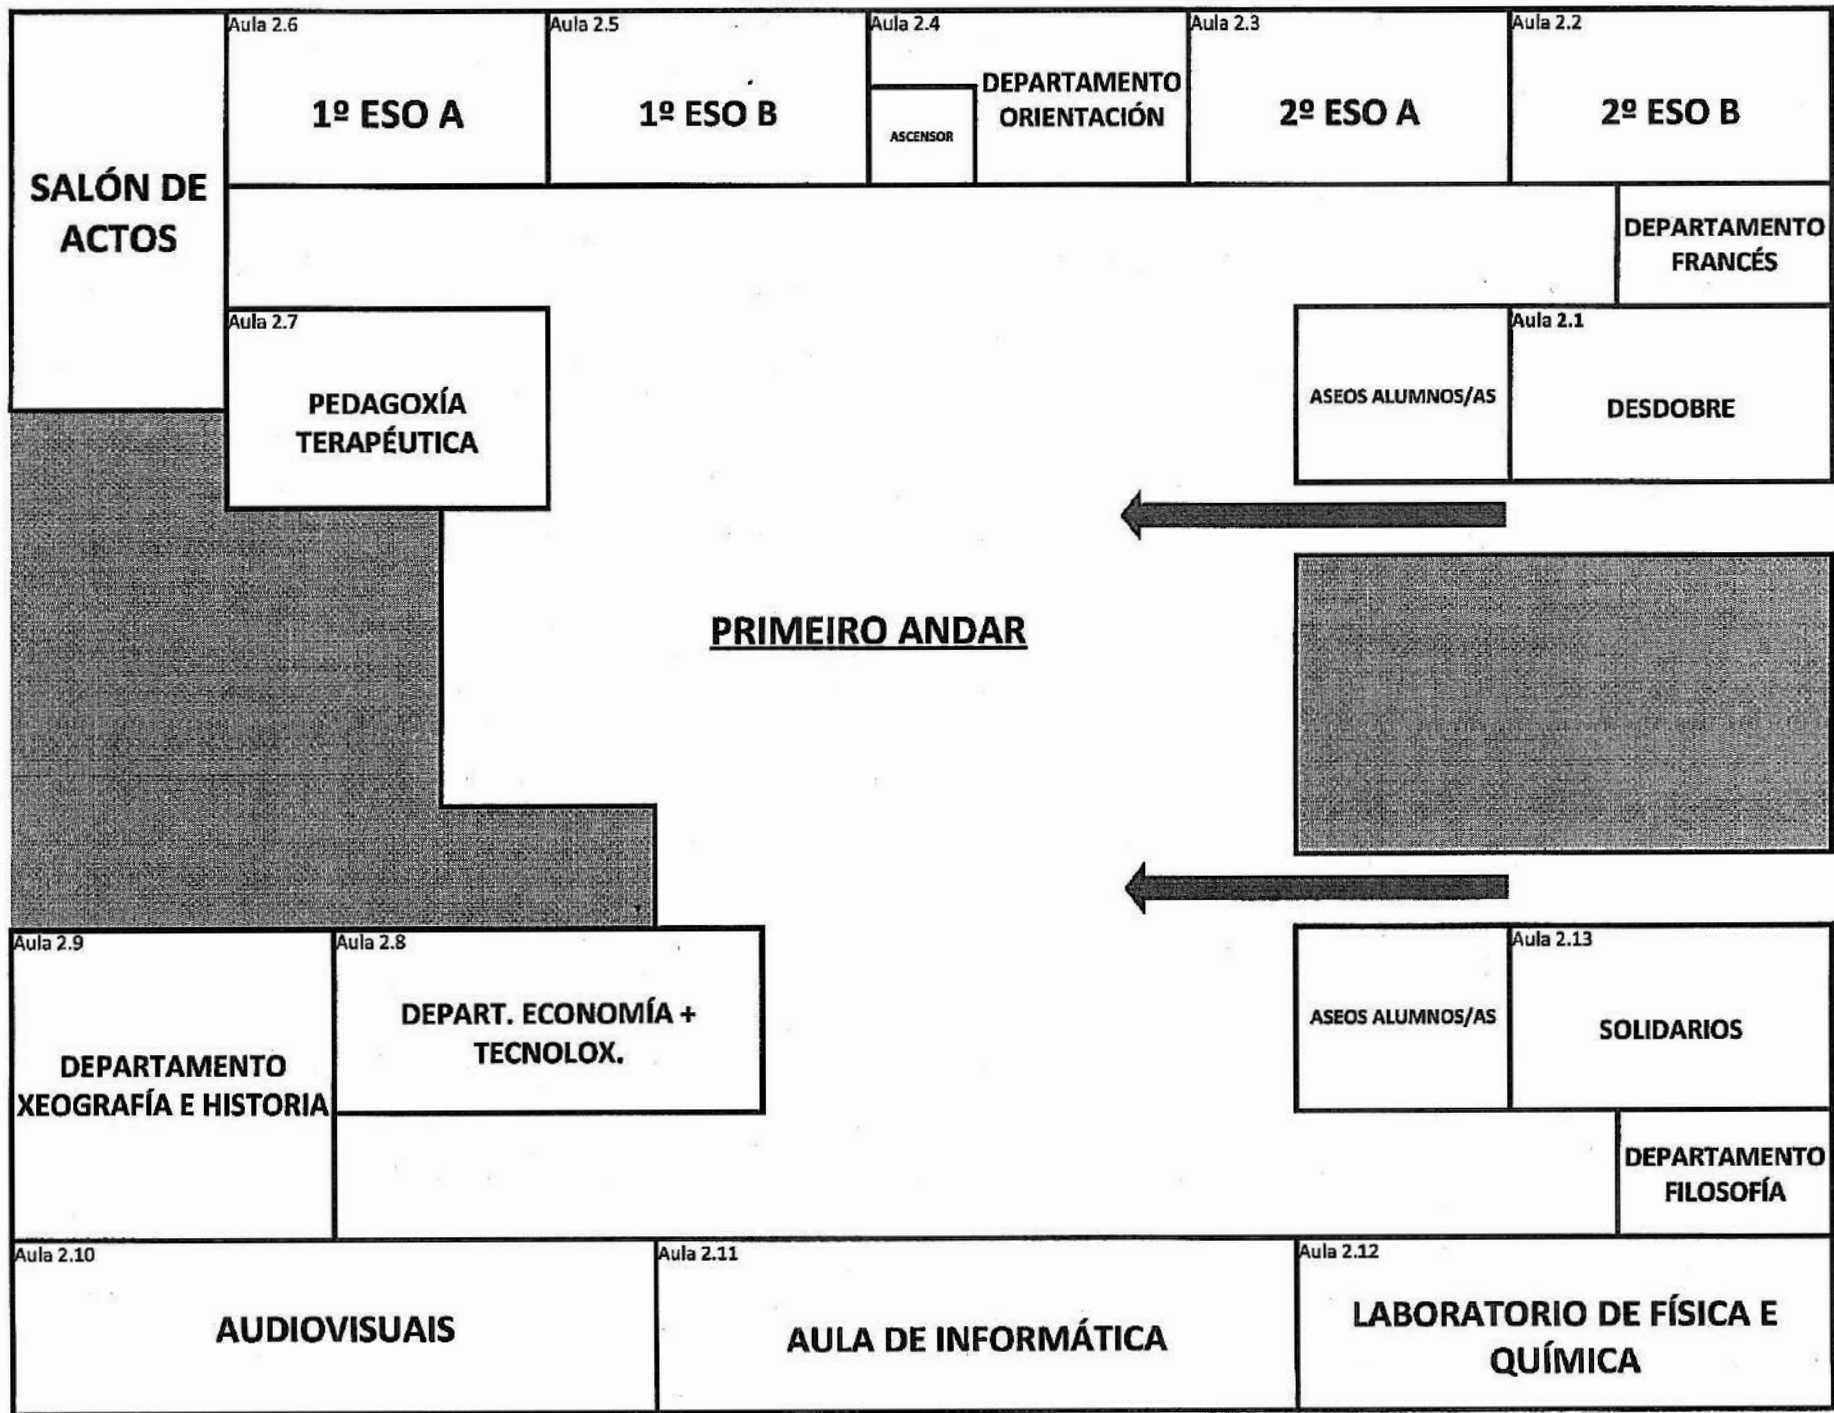 Aula 2.6
1º ESO A
Aula 2.5
1º ESO B
Aula 2.4
DEPARTAMENTO
ORIENTACIÓN
ASCENSOR
Aula 2.3
2º ESO A
Aula 2.2
2º ESO B
SALÓN DE
ACTOS
DEPARTAMENTO
FRANCÉS
Aula 2.7
PEDAGOXÍA
TERAPÉUTICA
ASEOS ALUMNOS/AS
Aula 2.1
DESDOBRE
PRIMEIRO ANDAR
Aula 2.9
DEPARTAMENTO
XEOGRAFÍA E HISTORIA
Aula 2.8
DEPART. ECONOMÍA +
TECNOLOX.
ASEOS ALUMNOS/AS
Aula 2.13
SOLIDARIOS
DEPARTAMENTO
FILOSOFÍA
Aula 2.10
AUDIOVISUAIS
Aula 2.11
AULA DE INFORMÁTICA
Aula 2.12
LABORATORIO DE FÍSICA E
QUÍMICA